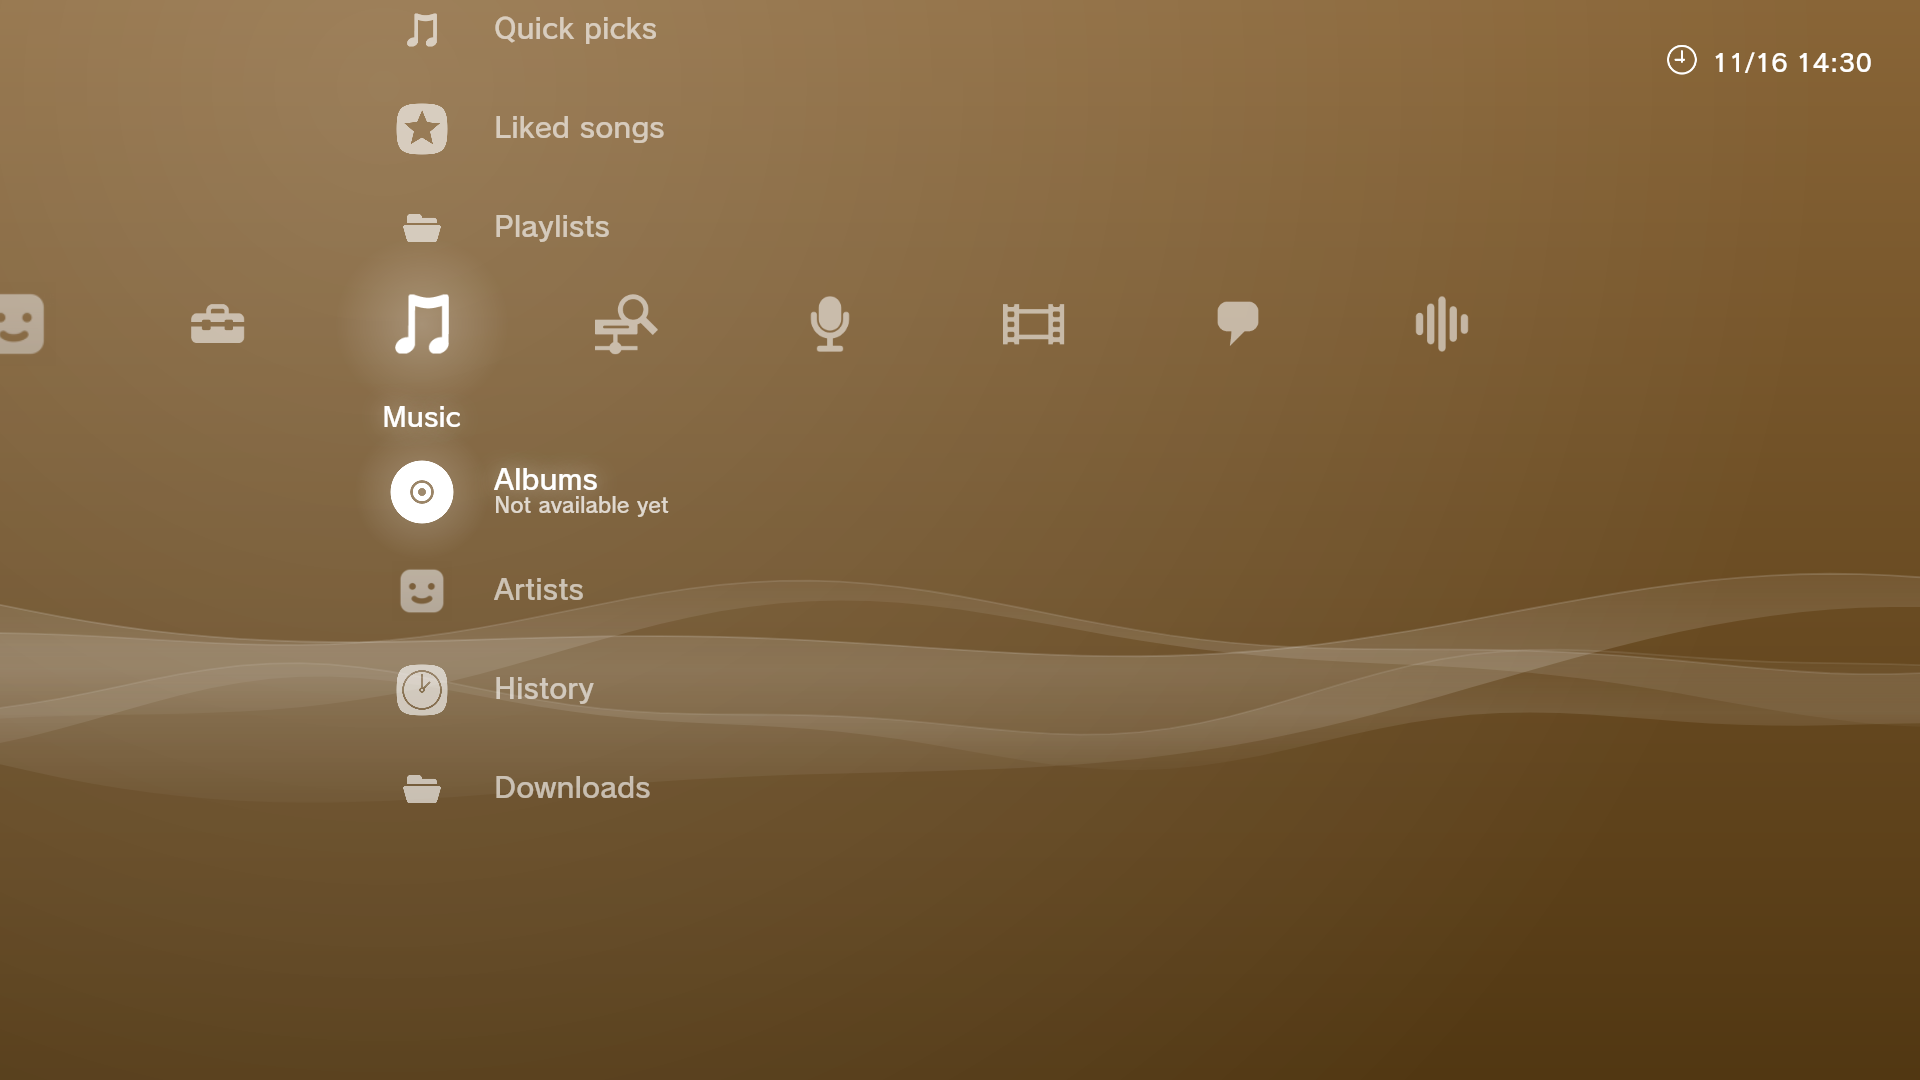 Quick picks
11/16 14:30
Liked songs
Playlists
Music
Albums
Not available yet
Artists
History
Downloads